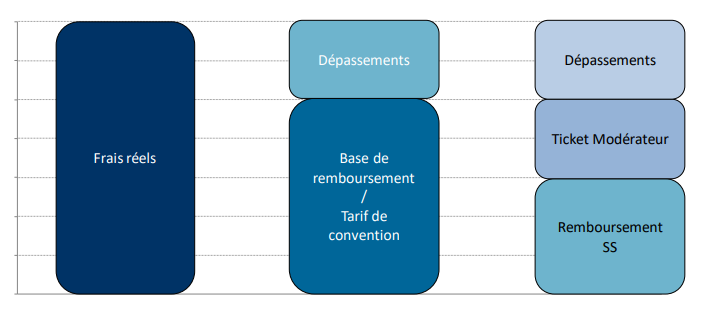 Frais réels
Dépassements
Base de
remboursement
/
Tarif de
convention
Dépassements
Ticket Modérateur
Remboursement
SS